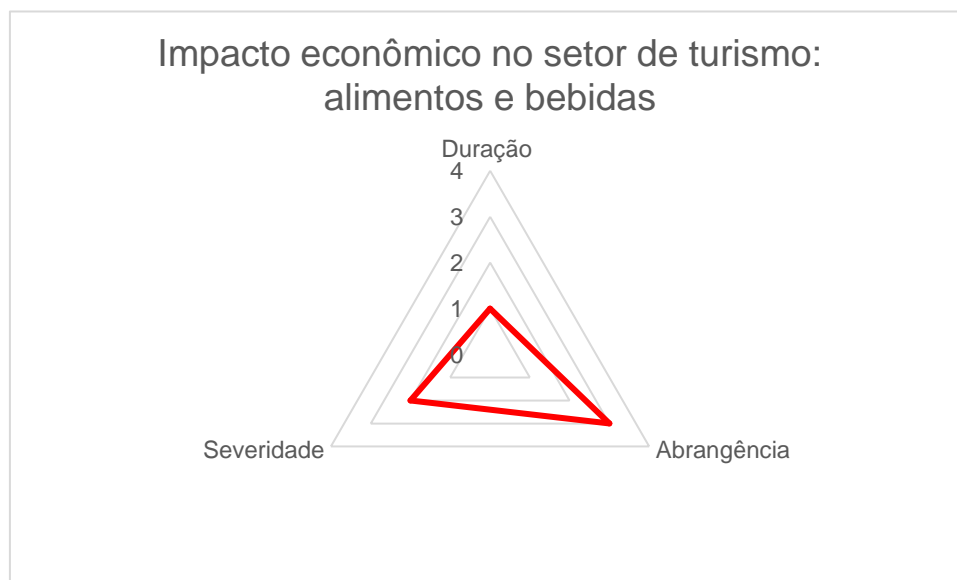 Impacto econômico no setor de turismo:
alimentos e bebidas
Duração
4
3
2
1
0
Severidade
Abrangência